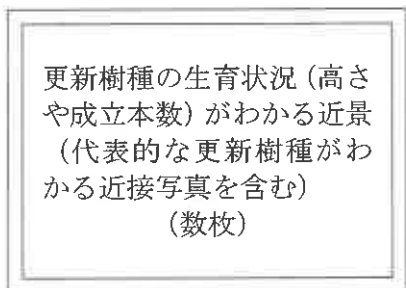 更新樹種の生育状況（高さ
や成立本数）がわかる近景
（代表的な更新樹種がわ
かる近接写真を含む）
（数枚）